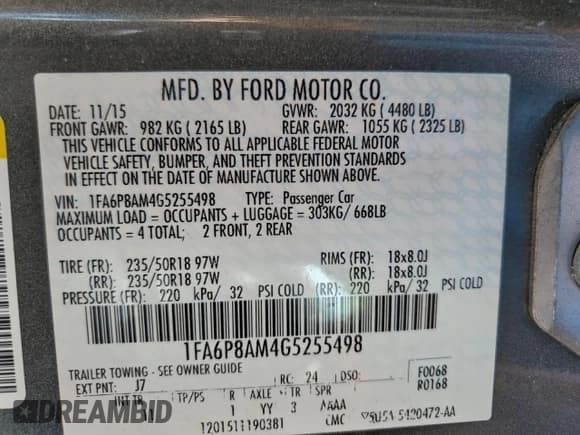 MFD. BY FORD MOTOR CO.
DATE: 11/15 GVWR: 2032 KG ( 4480 LB)
FRONT GAWR: 982 KG ( 2165 LB) REAR GAWR: 1055 KG ( 2325 LB)
THIS VEHICLE CONFORMS TO ALL APPLICABLE FEDERAL MOTOR
VEHICLE SAFETY, BUMPER, AND THEFT PREVENTION STANDARDS
IN EFFECT ON THE DATE OF MANUFACTURE SHOWN ABOVE.
VIN: 1FA6P8AM4G5255498 TYPE: Passenger Car
MAXIMUM LOAD = OCCUPANTS + LUGGAGE = 303KG/ 668LB
OCCUPANTS = 4 TOTAL; 2 FRONT, 2 REAR
TIRE (FR): 235/50R18 97W RIMS (FR): 18x8.0J
(RR): 235/50R18 97W (RR): 18x8.0J
PRESSURE (FR): 220 kPa/ 32 PSI COLD (RR): 220 kPa/ 32 PSI COLD
1FA6P8AM4G5255498
TRAILER TOWING - SEE OWNER GUIDE
EXT PNT: J7 RC: 24 DSO: F0068
R0168
INT TR TP/PS R AXLE TR SPR
1 YY 3 AAAA
1201511190381
DREAMBID